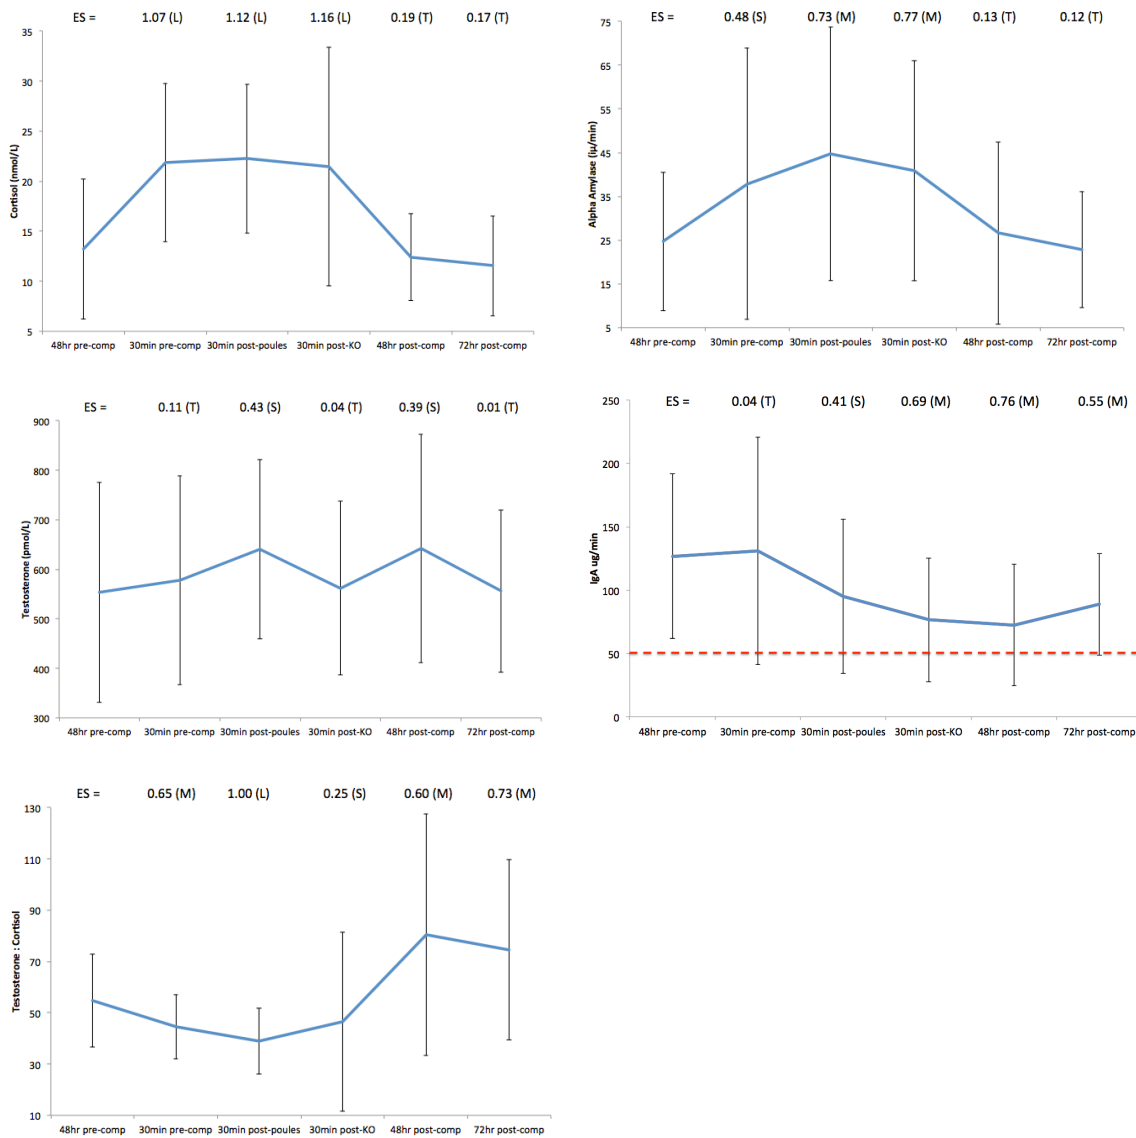 ES = 1.07 (L) 1.12 (L) 1.16 (L) 0.19 (T) 0.17 (T)
35
30
25
20
15
10
5
Cortisol (nmol/L)
48hr pre-comp 30min pre-comp 30min post-poules 30min post-KO 48hr post-comp 72hr post-comp
ES = 0.48 (S) 0.73 (M) 0.77 (M) 0.13 (T) 0.12 (T)
75
65
55
45
35
25
15
5
Alpha Amylase (iµ/min)
48hr pre-comp 30min pre-comp 30min post-poules 30min post-KO 48hr post-comp 72hr post-comp
ES = 0.11 (T) 0.43 (S) 0.04 (T) 0.39 (S) 0.01 (T)
900
800
700
600
500
400
300
Testosterone (pmol/L)
48hr pre-comp 30min pre-comp 30min post-poules 30min post-KO 48hr post-comp 72hr post-comp
ES = 0.04 (T) 0.41 (S) 0.69 (M) 0.76 (M) 0.55 (M)
250
200
150
100
50
0
IgA ug/min
48hr pre-comp 30min pre-comp 30min post-poules 30min post-KO 48hr post-comp 72hr post-comp
ES = 0.65 (M) 1.00 (L) 0.25 (S) 0.60 (M) 0.73 (M)
130
110
90
70
50
30
10
Testosterone : Cortisol
48hr pre-comp 30min pre-comp 30min post-poules 30min post-KO 48hr post-comp 72hr post-comp